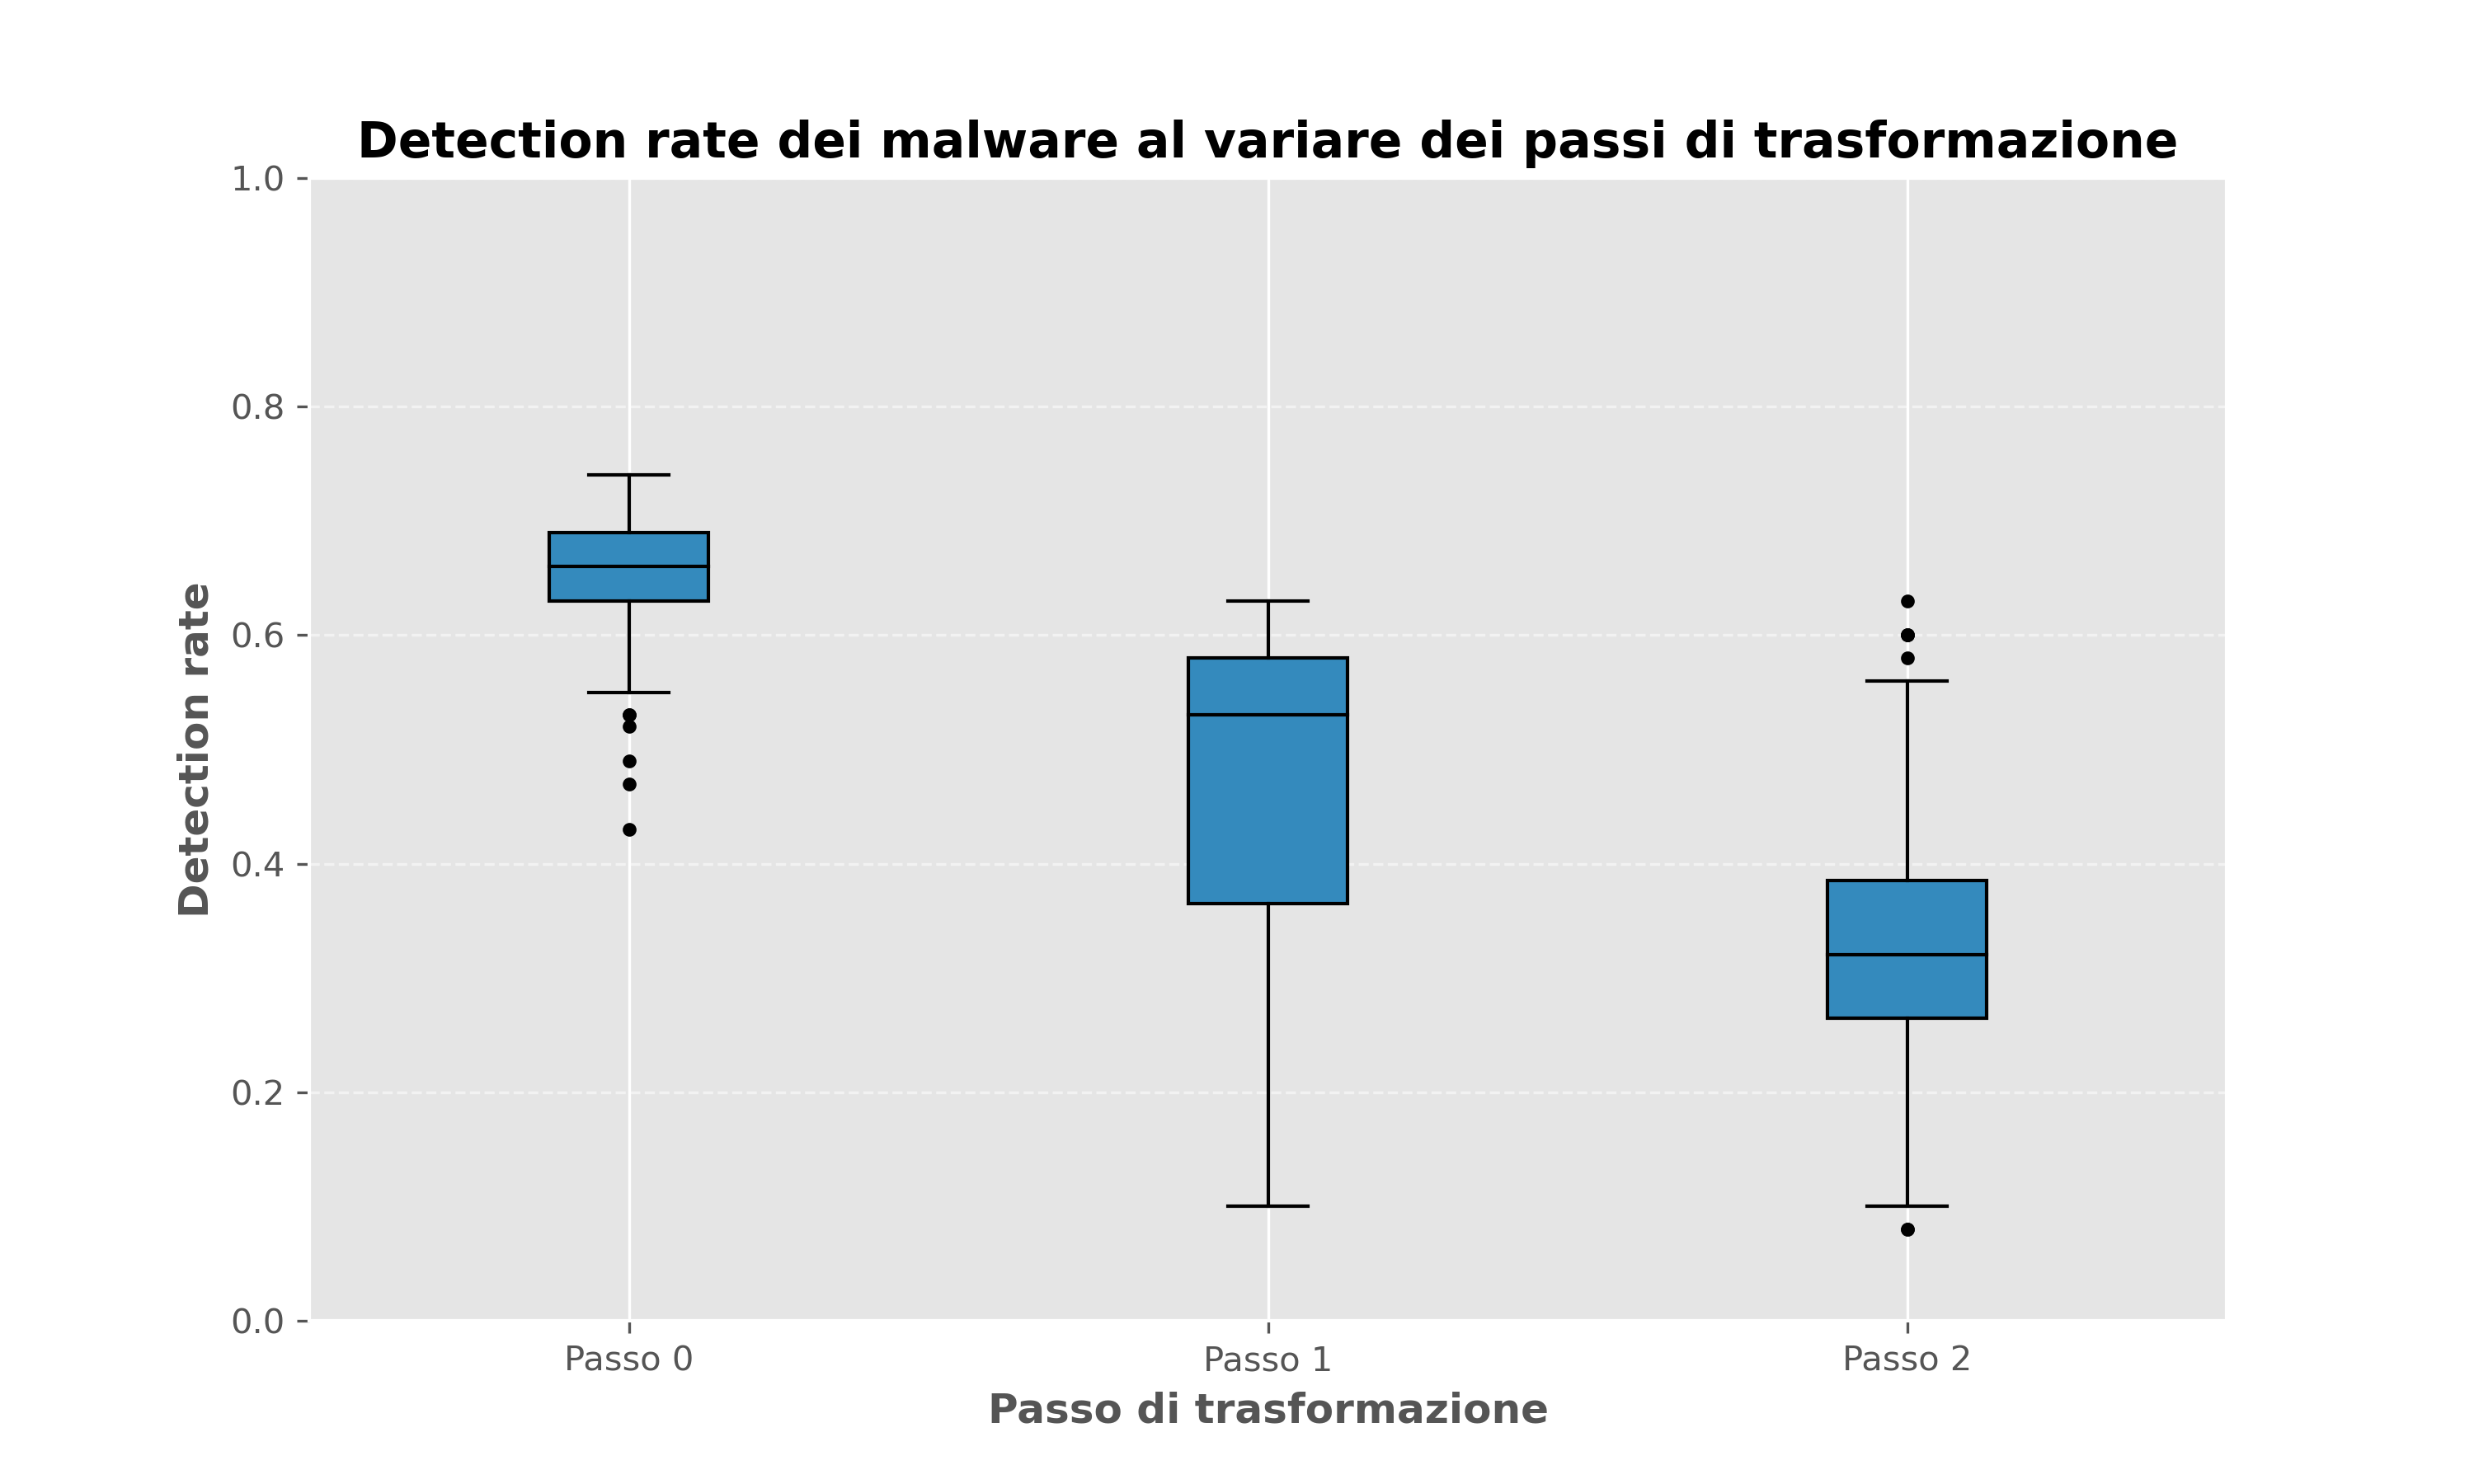 Detection rate dei malware al variare dei passi di trasformazione
1.0
0.8
0.6
0.4
0.2
0.0
Detection rate
Passo 0
Passo 1
Passo 2
Passo di trasformazione